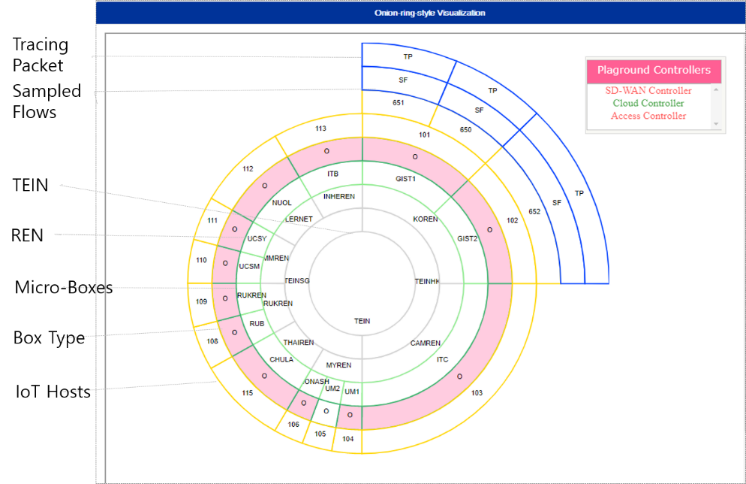 Onion-ring-style Visualization
Tracing
Packet
Sampled
Flows
TEIN
REN
Micro-Boxes
Box Type
IoT Hosts
Plaground Controllers
SD-WAN Controller
Cloud Controller
Access Controller
TP
SF
651
TP
SF
650
TP
SF
652
113
101
112
102
111
110
109
108
115
106
105
104
103
O
O
O
O
O
O
O
O
O
O
O
O
O
ITB
GIST1
NUOL
GIST2
UCSY
UCSM
RUKREN
RUB
CHULA
ONASH
UM2
UM1
ITC
INHEREN
KOREN
LERNET
MMREN
RUKREN
THAIREN
MYREN
CAMREN
TEINSG
TEINHK
TEIN